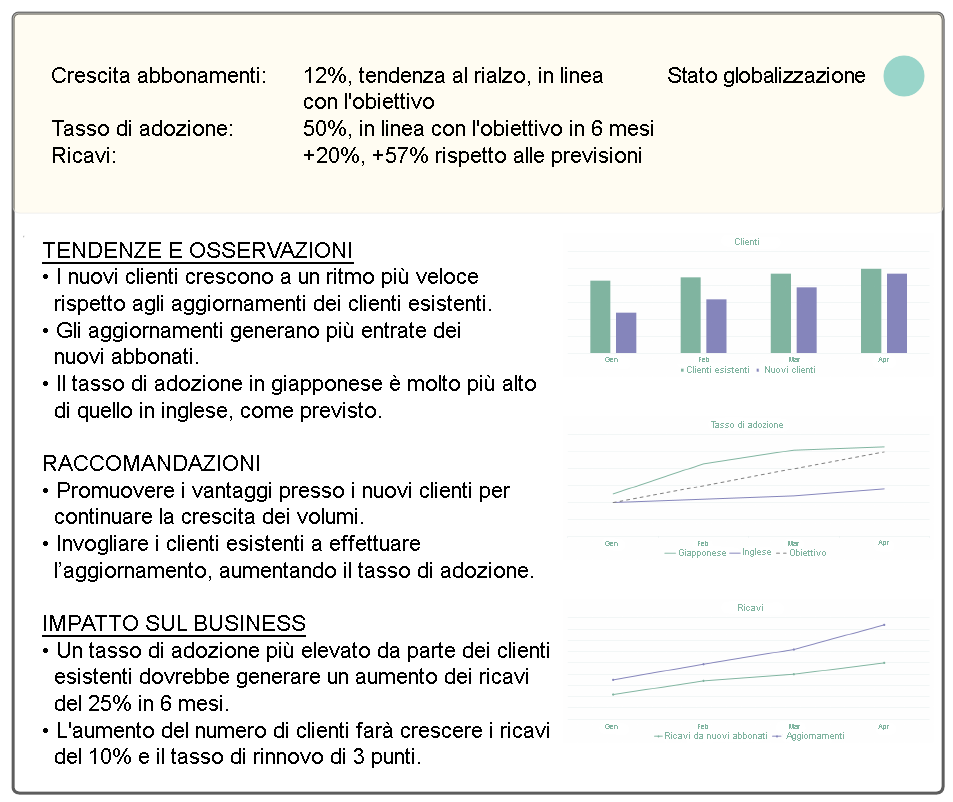 Crescita abbonamenti: 12%, tendenza al rialzo, in linea
con l'obiettivo
Stato globalizzazione
Tasso di adozione: 50%, in linea con l'obiettivo in 6 mesi
Ricavi: +20%, +57% rispetto alle previsioni
TENDENZE E OSSERVAZIONI
• I nuovi clienti crescono a un ritmo più veloce
rispetto agli aggiornamenti dei clienti esistenti.
• Gli aggiornamenti generano più entrate dei
nuovi abbonati.
• Il tasso di adozione in giapponese è molto più alto
di quello in inglese, come previsto.
RACCOMANDAZIONI
• Promuovere i vantaggi presso i nuovi clienti per
continuare la crescita dei volumi.
• Invogliare i clienti esistenti a effettuare
l’aggiornamento, aumentando il tasso di adozione.
IMPATTO SUL BUSINESS
• Un tasso di adozione più elevato da parte dei clienti
esistenti dovrebbe generare un aumento dei ricavi
del 25% in 6 mesi.
• L'aumento del numero di clienti farà crescere i ricavi
del 10% e il tasso di rinnovo di 3 punti.
Clienti
Gen Feb Mar Apr
Clienti esistenti Nuovi clienti
Tasso di adozione
Gen Feb Mar Apr
Giapponese Inglese Obiettivo
Ricavi
Gen Feb Mar Apr
Ricavi da nuovi abbonati Aggiornamenti